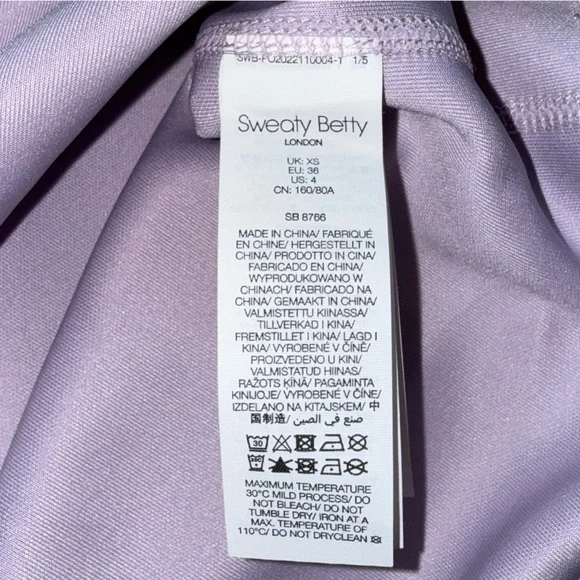 SWB-PO2022110004-1 1/5
Sweaty Betty
LONDON
UK: XS
EU: 36
US: 4
CN: 160/80A
SB 8766
MADE IN CHINA/ FABRIQUÉ
EN CHINE/ HERGESTELLT IN
CHINA/ PRODOTTO IN CINA/
FABRICADO EN CHINA/
WYPRODUKOWANO W
CHINACH/ FABRICADO NA
CHINA/ GEMAAKT IN CHINA/
VALMISTETTU KIINASSA/
TILLVERKAD I KINA/
FREMSTILLET I KINA/ LAGD I
KINA/ VYROBENÉ V ČÍNĚ/
PROIZVEDENO U KINI/
VALMISTATUD HIINAS/
RAŽOTS ĶĪNĀ/ PAGAMINTA
KINIJOJE/ VYROBENÉ V ČÍNE/
IZDELANO NA KITAJSKEM/ 中
国制造/ صنع في الصين/
30
MAXIMUM TEMPERATURE
30°C MILD PROCESS/ DO
NOT BLEACH/ DO NOT
TUMBLE DRY/ IRON AT A
MAX. TEMPERATURE OF
110°C/ DO NOT DRYCLEAN